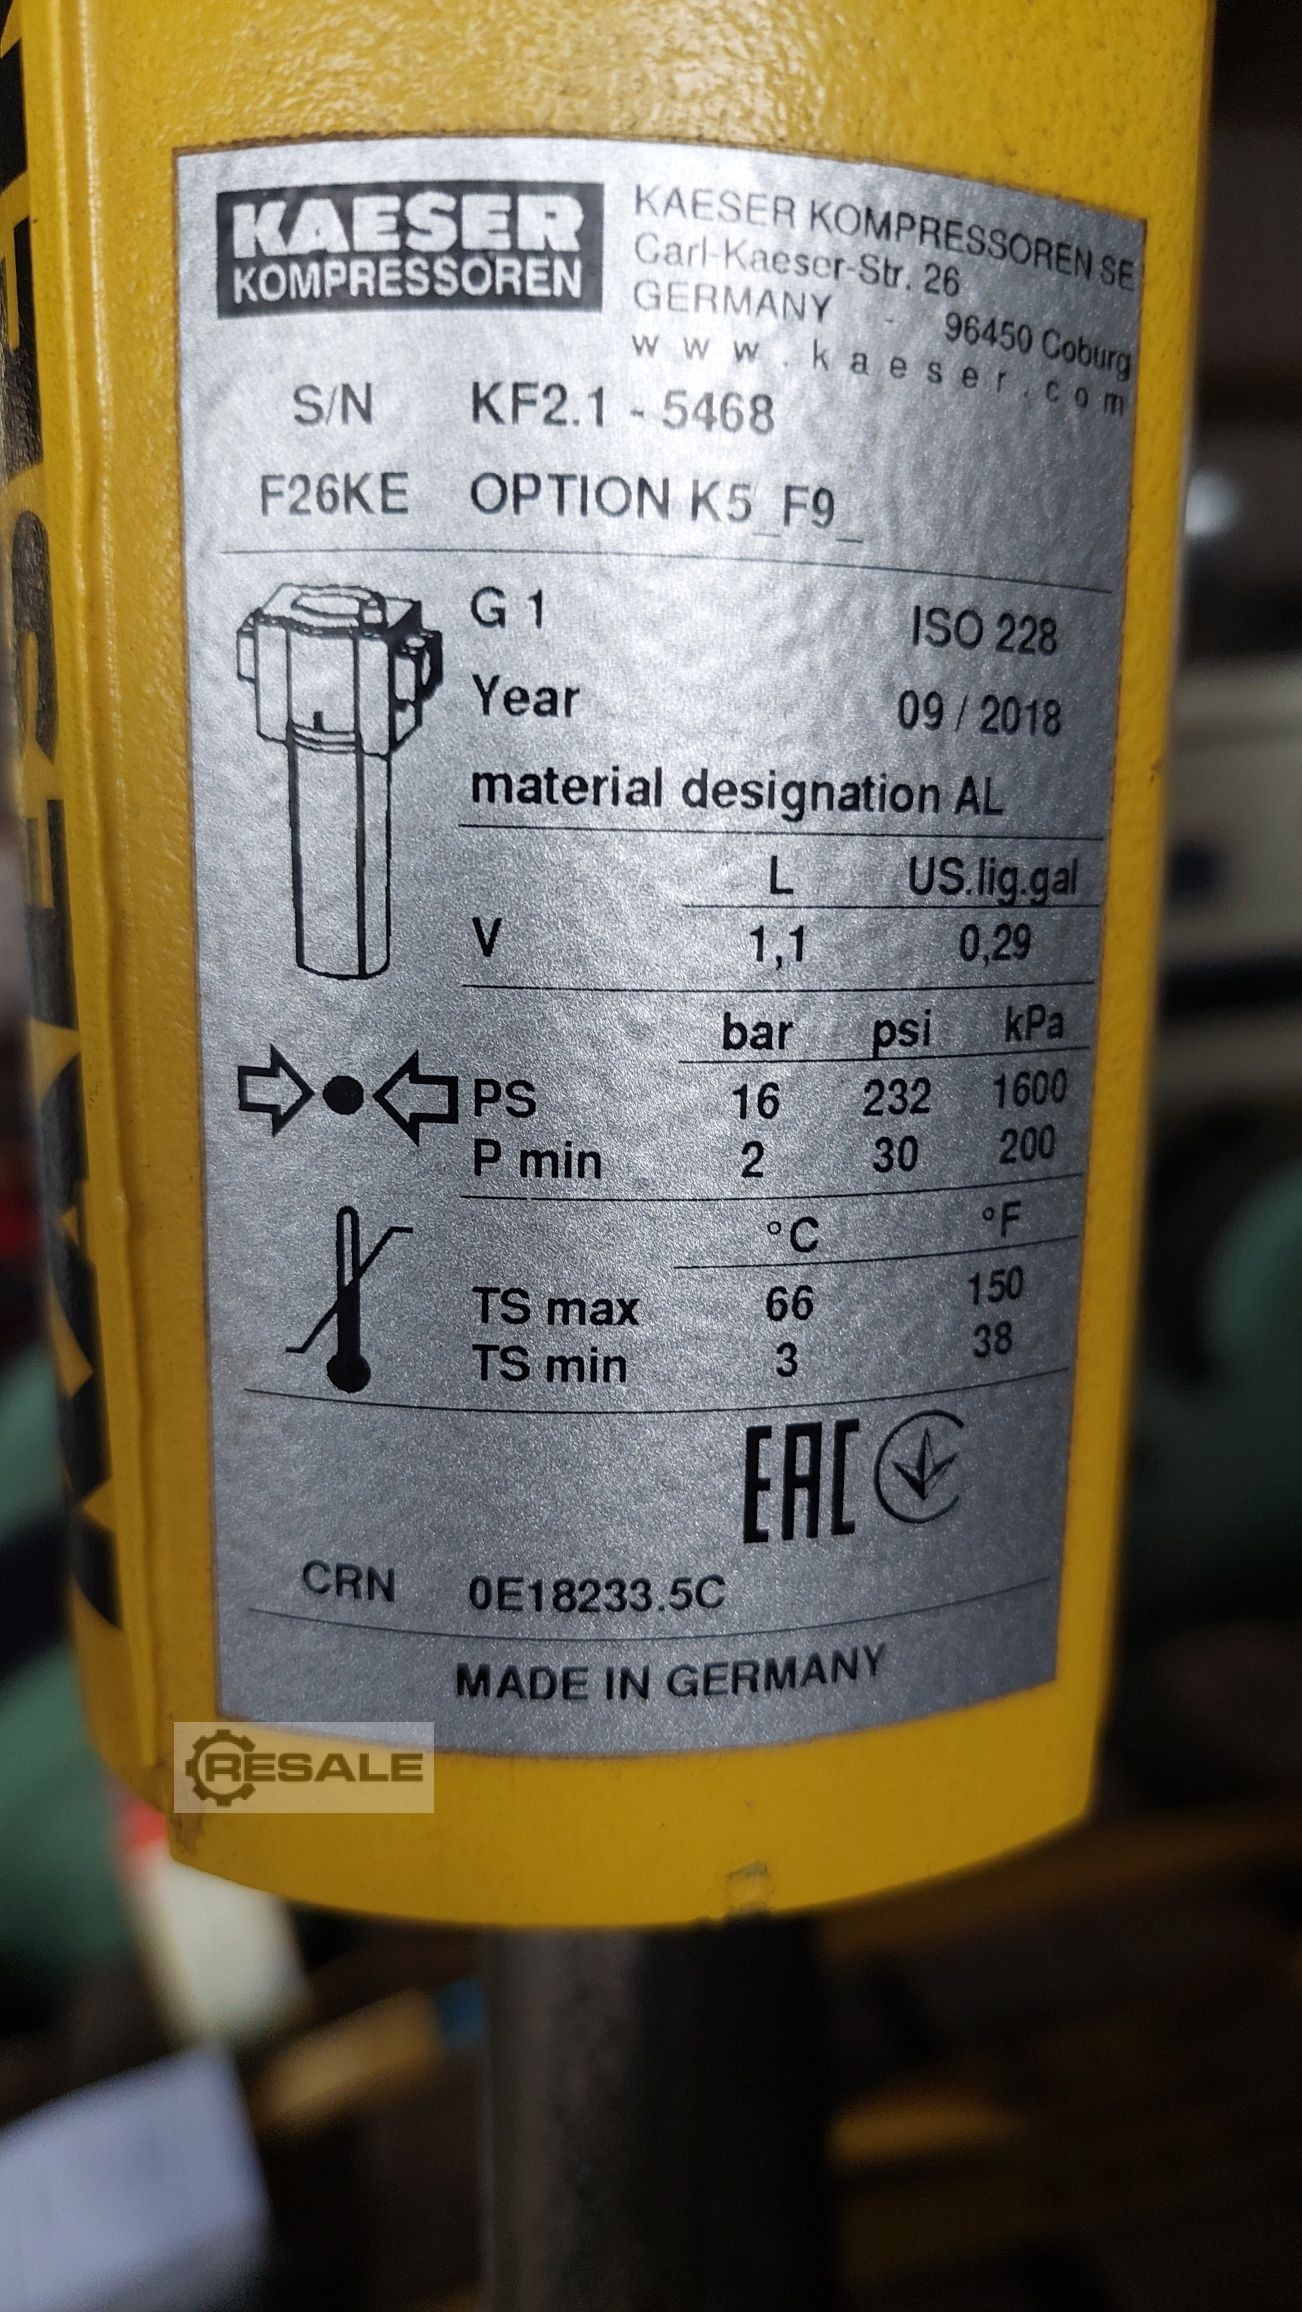 KAESER
KOMPRESSOREN
KAESER KOMPRESSOREN SE
Carl-Kaeser-Str. 26
GERMANY - 96450 Coburg
www.kaeser.com
S/N KF2.1 - 5468
F26KE OPTION K5_F9_
G 1 ISO 228
Year 09 / 2018
material designation AL
L US.lig.gal
V 1,1 0,29
bar psi kPa
PS 16 232 1600
P min 2 30 200
°C °F
TS max 66 150
TS min 3 38
EAC
CRN 0E18233.5C
MADE IN GERMANY
RESALE